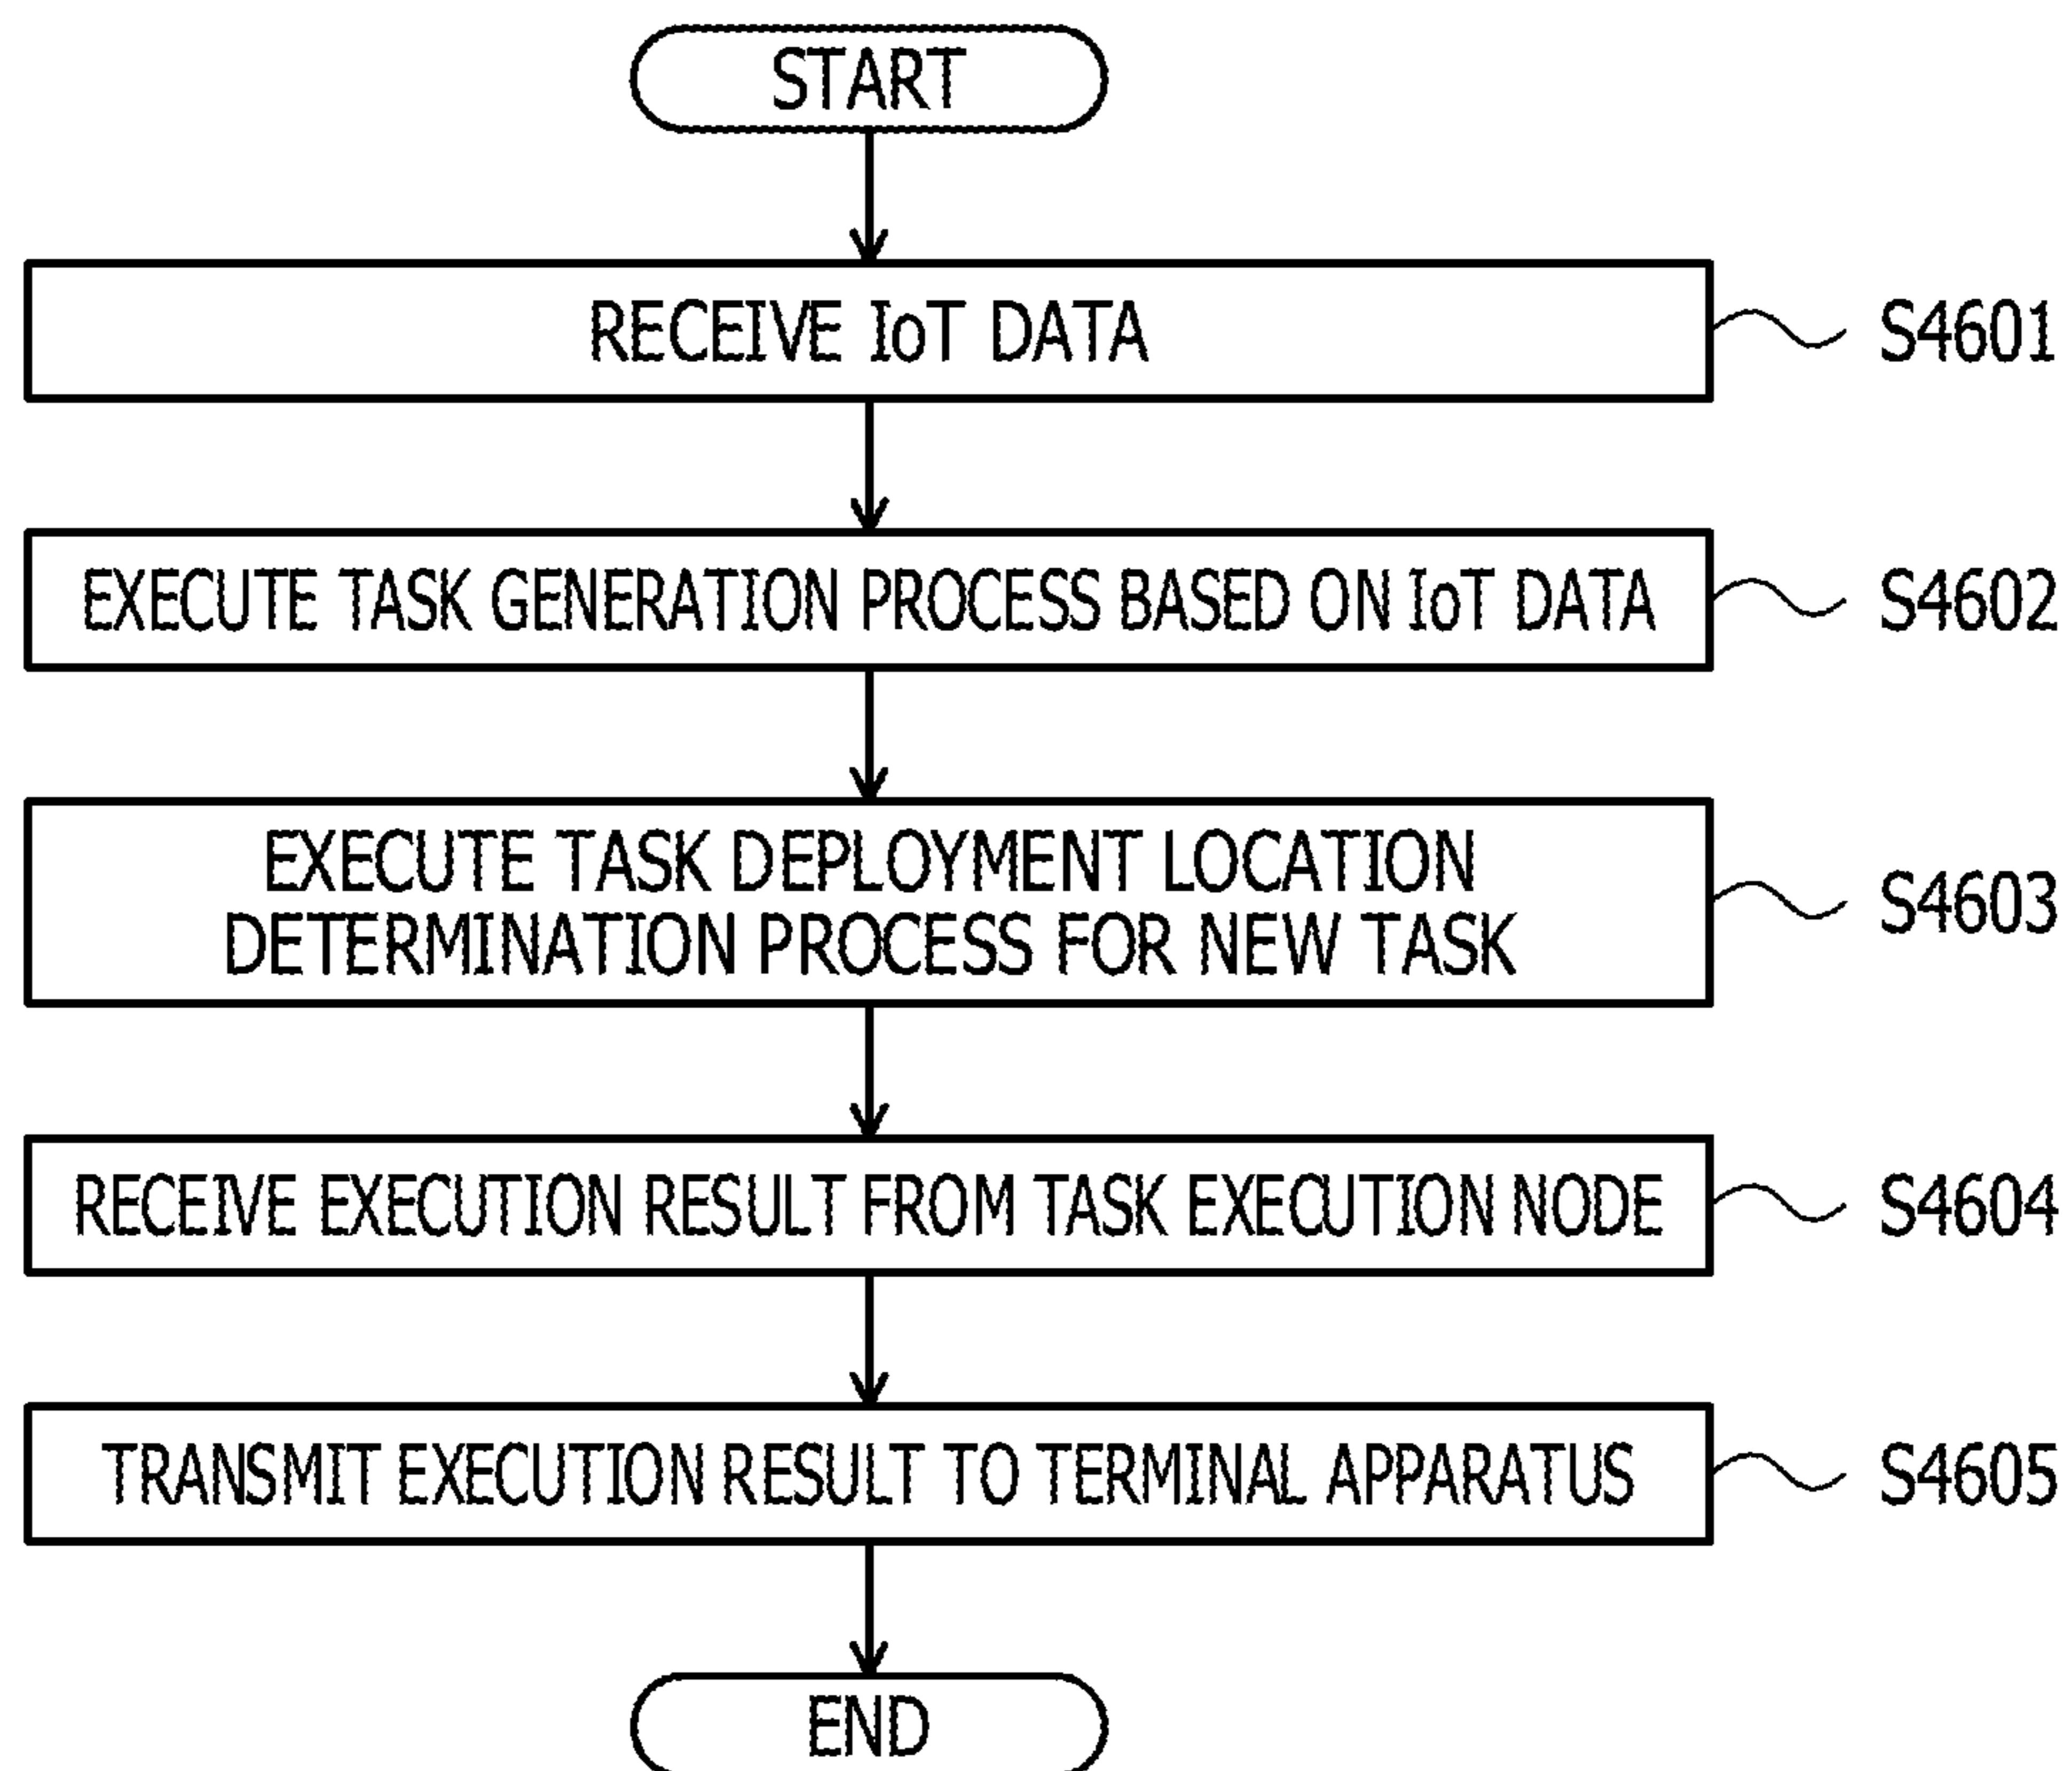 START
RECEIVE IoT DATA
S4601
EXECUTE TASK GENERATION PROCESS BASED ON IoT DATA
S4602
EXECUTE TASK DEPLOYMENT LOCATION
DETERMINATION PROCESS FOR NEW TASK
S4603
RECEIVE EXECUTION RESULT FROM TASK EXECUTION NODE
S4604
TRANSMIT EXECUTION RESULT TO TERMINAL APPARATUS
S4605
END